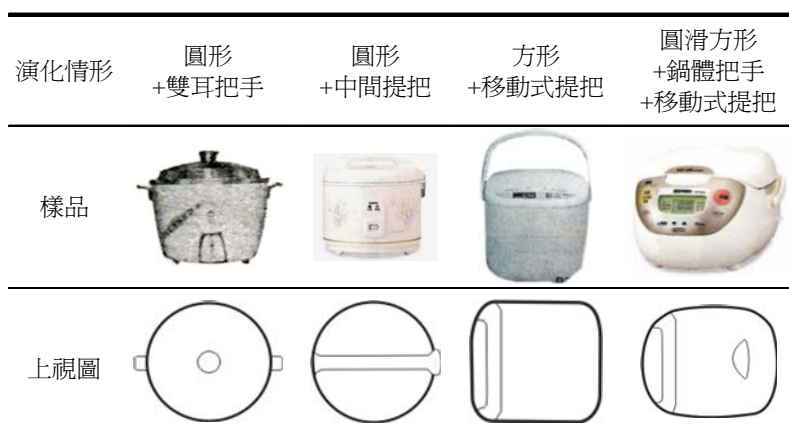 演化情形
圓形
+雙耳把手
圓形
+中間提把
方形
+移動式提把
圓滑方形
+鍋體把手
+移動式提把
樣品
上視圖